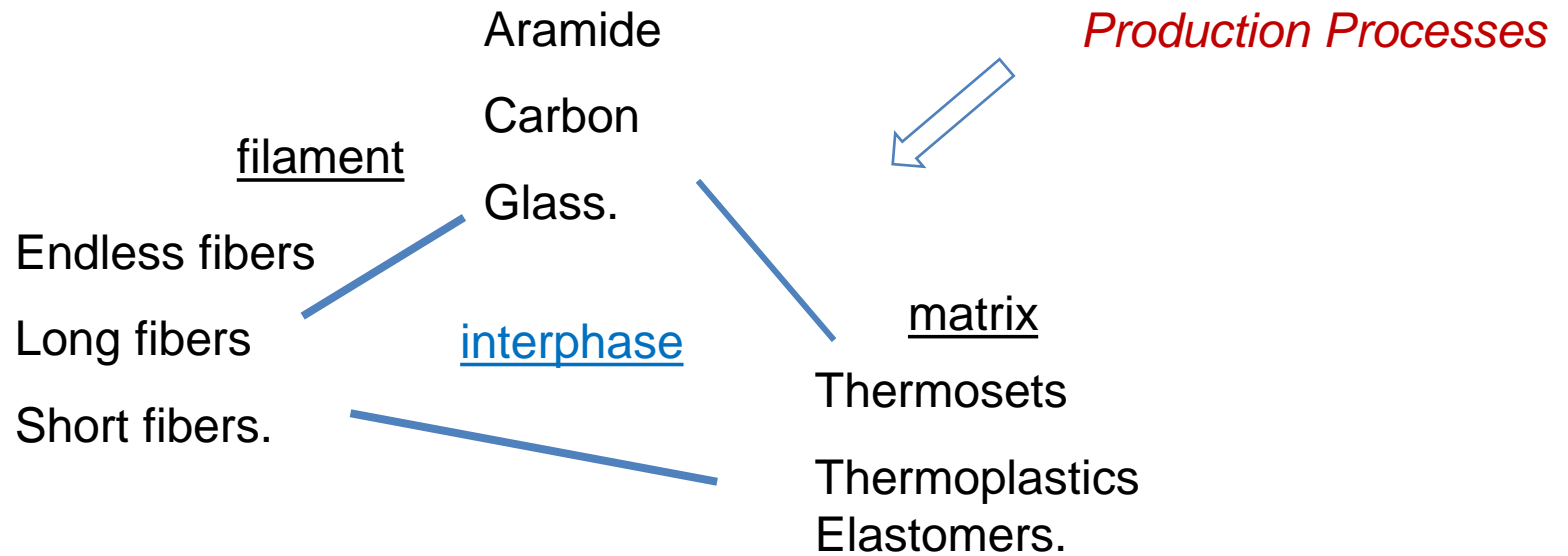 Aramide
Production Processes
Carbon
filament
Glass.
Endless fibers
matrix
Long fibers
interphase
Thermosets
Short fibers.
Thermoplastics
Elastomers.